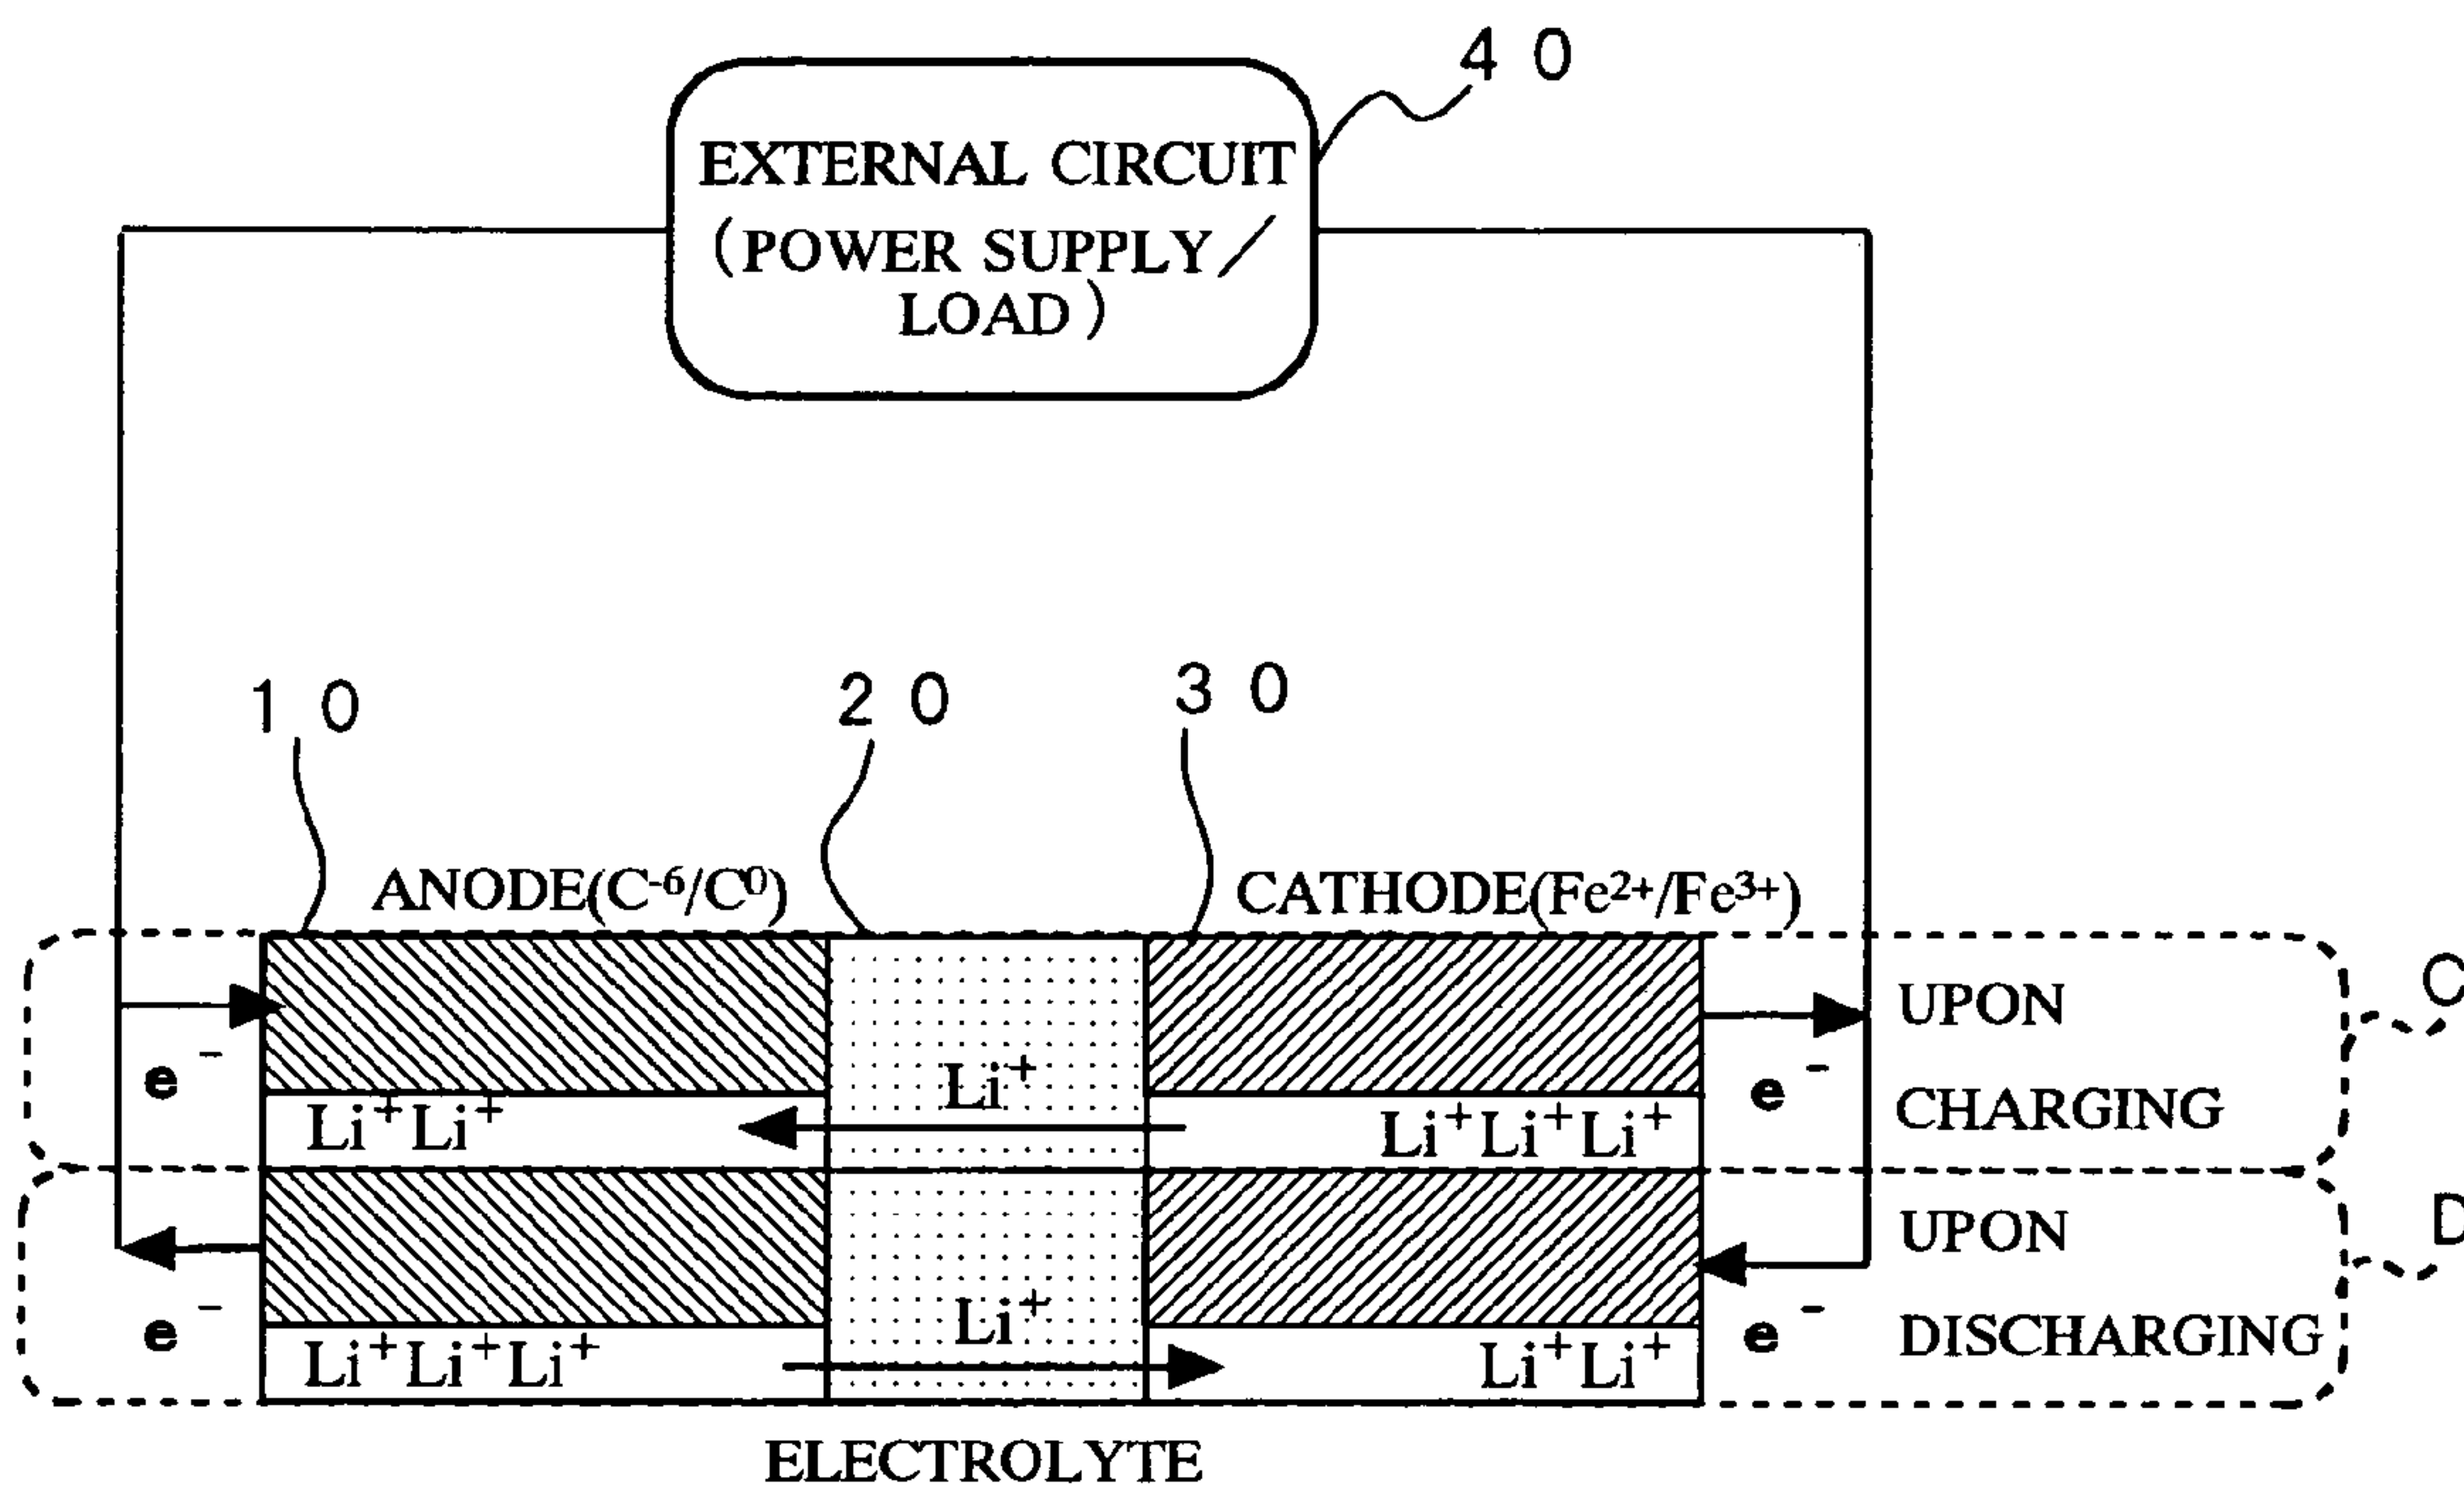 4 0
EXTERNAL CIRCUIT
(POWER SUPPLY/
LOAD)
1 0
2 0
3 0
ANODE(C-6/C0)
CATHODE(Fe2+/Fe3+)
C
UPON
CHARGING
e-
Li+
e-
Li+Li+
Li+Li+Li+
D
UPON
DISCHARGING
e-
Li+
e-
Li+Li+Li+
Li+Li+
ELECTROLYTE